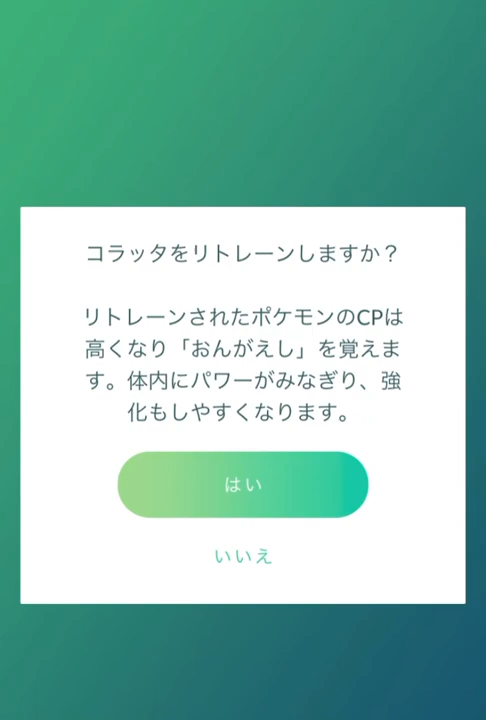 コラッタをリトレーンしますか？
リトレーンされたポケモンのCPは
高くなり「おんがえし」を覚えま
す。体内にパワーがみなぎり、強
化もしやすくなります。
はい
いいえ